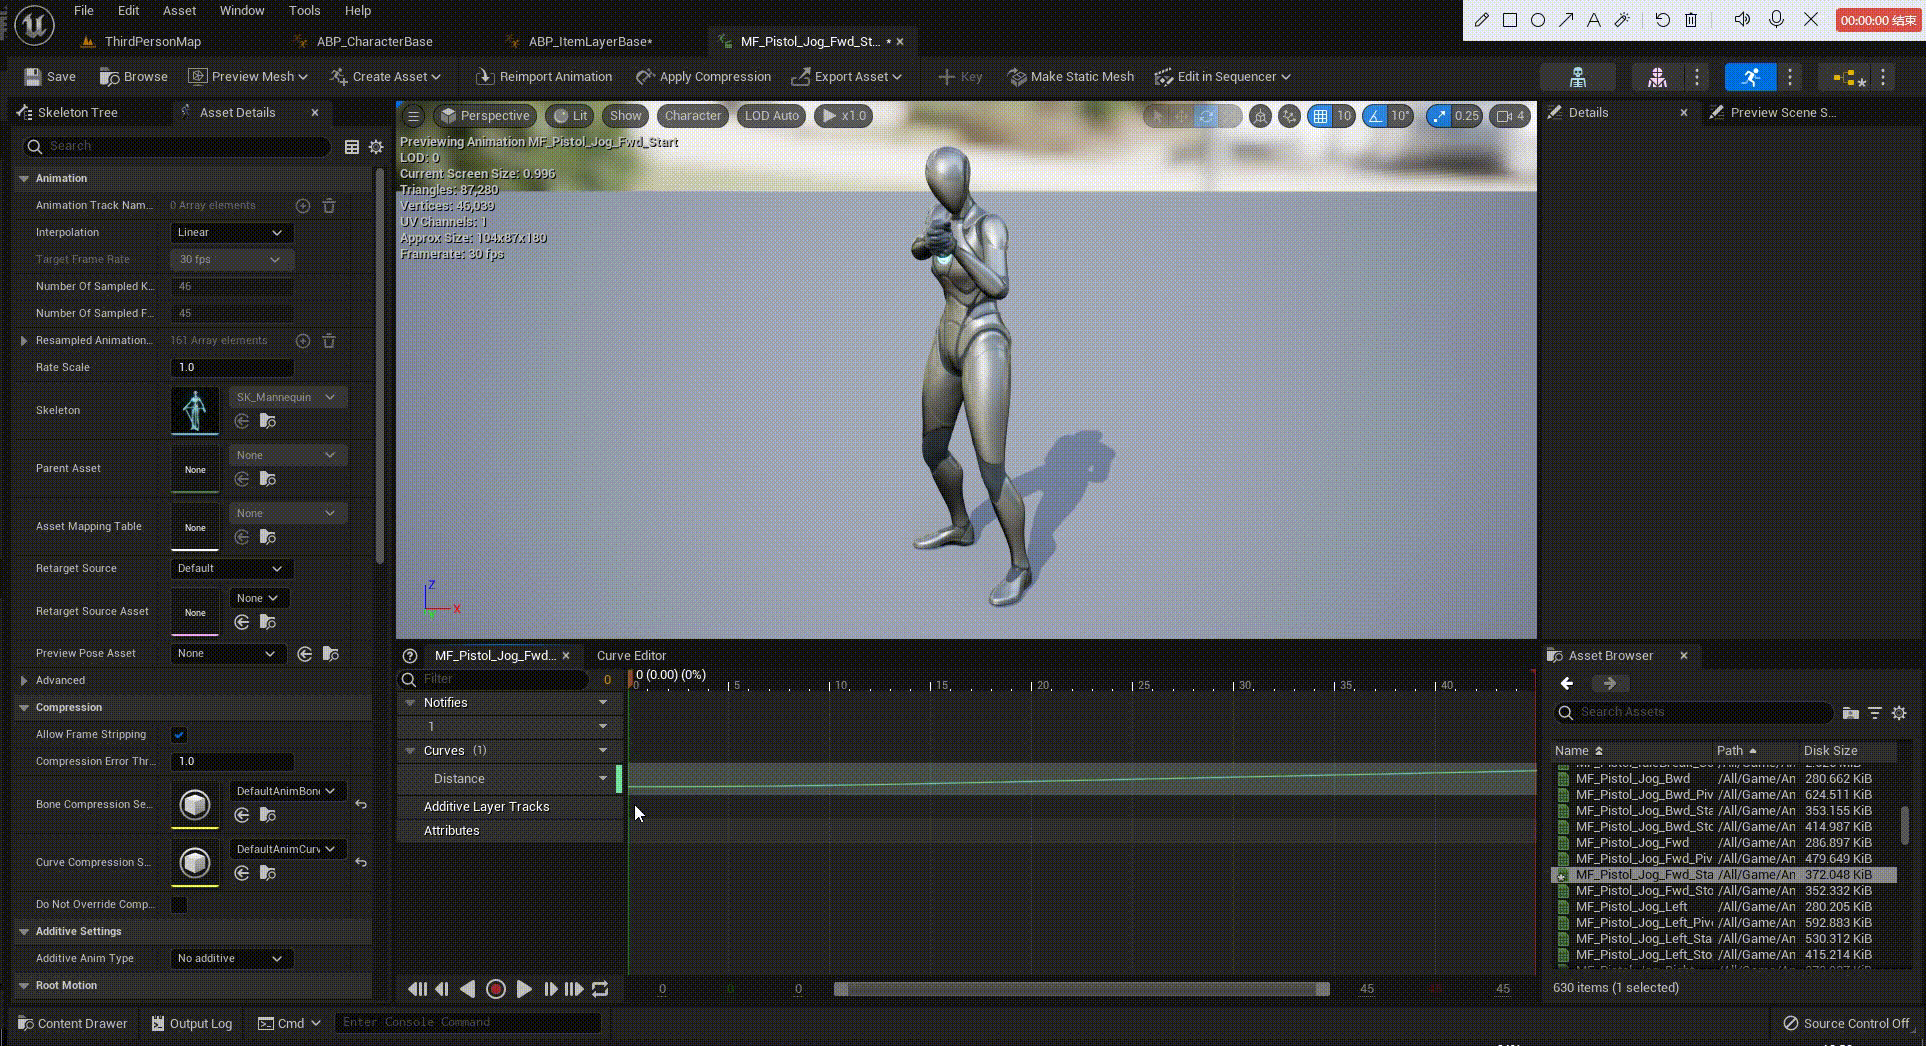 File Edit Asset Window Tools Help
00:00:00 结束
ThirdPersonMap ABP_CharacterBase ABP_ItemLayerBase* MF_Pistol_Jog_Fwd_St... *
Save Browse Preview Mesh Create Asset Reimport Animation Apply Compression Export Asset Key Make Static Mesh Edit in Sequencer
Skeleton Tree Asset Details
Search
Animation
Animation Track Nam... 0 Array elements
Interpolation Linear
Target Frame Rate 30 fps
Number Of Sampled K... 46
Number Of Sampled F... 45
Resampled Animation... 161 Array elements
Rate Scale 1.0
Skeleton SK_Mannequin
Parent Asset None None
Asset Mapping Table None None
Retarget Source Default
Retarget Source Asset None None
Preview Pose Asset None
Advanced
Compression
Allow Frame Stripping
Compression Error Thr... 1.0
Bone Compression Se... DefaultAnimBone
Curve Compression S... DefaultAnimCurv
Do Not Override Comp...
Additive Settings
Additive Anim Type No additive
Root Motion
Perspective Lit Show Character LOD Auto x1.0 10 10° 0.25 4
Previewing Animation MF_Pistol_Jog_Fwd_Start
LOD: 0
Current Screen Size: 0.996
Triangles: 87,280
Vertices: 46,039
UV Channels: 1
Approx Size: 104x87x180
Framerate: 30 fps
Z
X
MF_Pistol_Jog_Fwd... Curve Editor
Filter 0 0 (0.00) (0%)
0 5 10 15 20 25 30 35 40
Notifies
1
Curves (1)
Distance
Additive Layer Tracks
Attributes
0 0 0 45 45
Details Preview Scene S...
Asset Browser
Search Assets
Name Path Disk Size
MF_Pistol_Jog_Bwd /All/Game/An 280.662 KiB
MF_Pistol_Jog_Bwd_Piv /All/Game/An 624.511 KiB
MF_Pistol_Jog_Bwd_Sta /All/Game/An 353.155 KiB
MF_Pistol_Jog_Bwd_Stc /All/Game/An 414.987 KiB
MF_Pistol_Jog_Fwd /All/Game/An 286.897 KiB
MF_Pistol_Jog_Fwd_Piv /All/Game/An 479.649 KiB
MF_Pistol_Jog_Fwd_Sta /All/Game/An 372.048 KiB
MF_Pistol_Jog_Fwd_Sto /All/Game/An 352.332 KiB
MF_Pistol_Jog_Left /All/Game/An 280.205 KiB
MF_Pistol_Jog_Left_Pive /All/Game/An 592.883 KiB
MF_Pistol_Jog_Left_Sta /All/Game/An 530.312 KiB
MF_Pistol_Jog_Left_Sto /All/Game/An 415.214 KiB
630 items (1 selected)
Content Drawer Output Log Cmd Enter Console Command Source Control Off